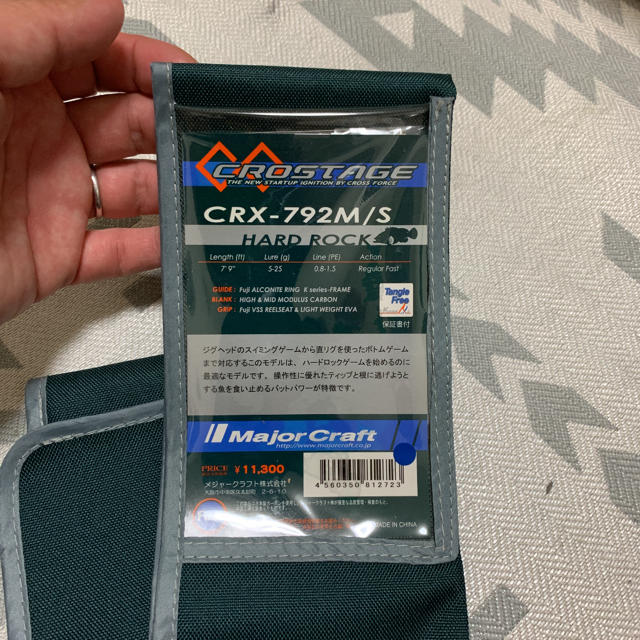 CROSTAGE
THE NEW STARTUP IGNITION BY CROSS FORCE
CRX-792M/S
HARD ROCK
Length (ft) Lure (g) Line (PE) Action
7' 9" 5-25 0.8-1.5 Regular Fast
GUIDE : Fuji ALCONITE RING K series-FRAME
BLANK : HIGH & MID MODULUS CARBON
GRIP : Fuji VSS REELSEAT & LIGHT WEIGHT EVA
Tangle
Free
保証書付
ジグヘッドのスイミングゲームから直リグを使ったボトムゲーム
まで対応するこのモデルは、ハードロックゲームを始めるのに
最適なモデルです。操作性に優れたティップと根に逃げようと
する魚を食い止めるバットパワーが特徴です。
MajorCraft
http://www.majorcraft.co.jp
PRICE ¥11,300
メジャークラフト株式会社
4 560350 812723
MADE IN CHINA